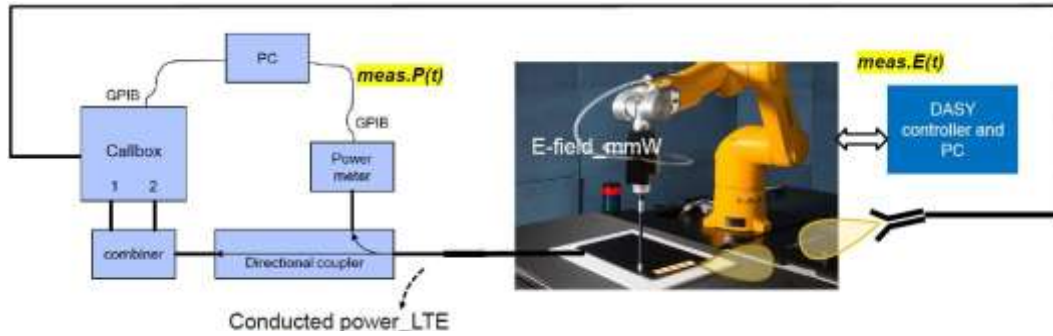 PC
meas.P(t)
meas.E(t)
GPIB
GPIB
Callbox
1 2
Power
meter
E-field_mmW
DASY
controller and
PC
combiner
Directional coupler
Conducted power_LTE